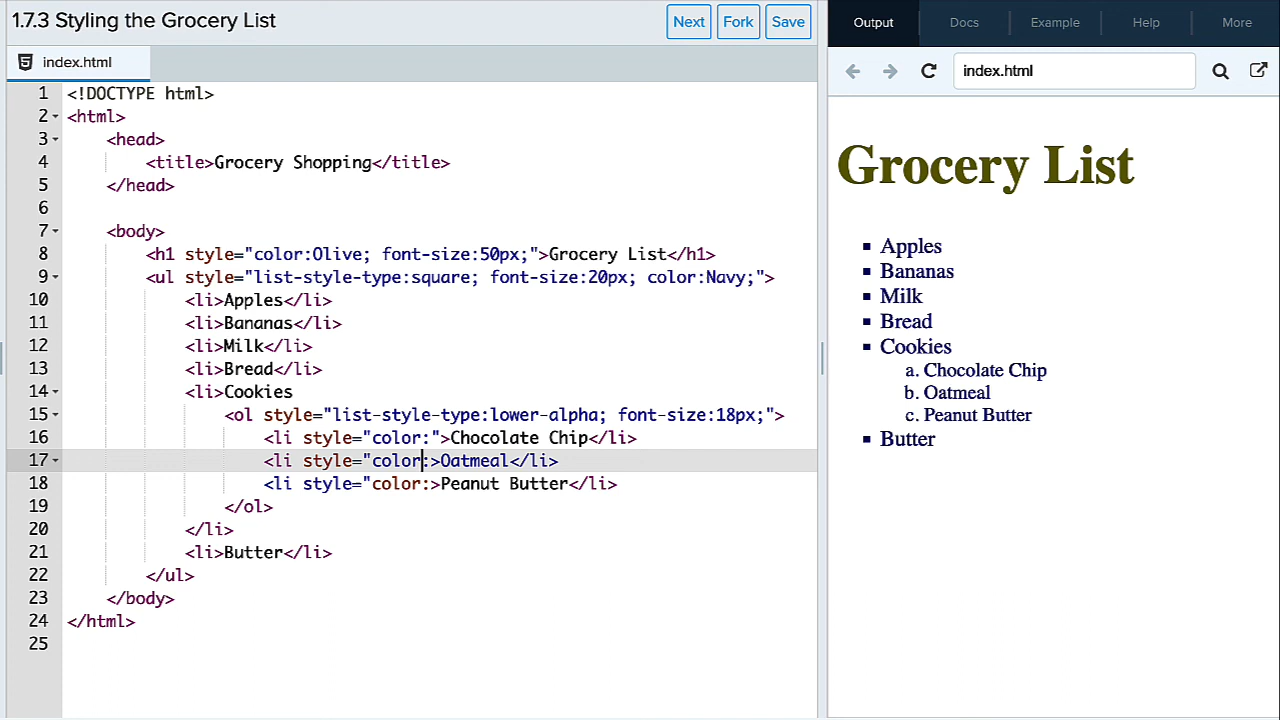 1.7.3 Styling the Grocery List
Next Fork Save
Output Docs Example Help More
index.html
index.html
1 <!DOCTYPE html>
2 <html>
3 <head>
4 <title>Grocery Shopping</title>
5 </head>
6
7 <body>
8 <h1 style="color:Olive; font-size:50px;">Grocery List</h1>
9 <ul style="list-style-type:square; font-size:20px; color:Navy;">
10 <li>Apples</li>
11 <li>Bananas</li>
12 <li>Milk</li>
13 <li>Bread</li>
14 <li>Cookies
15 <ol style="list-style-type:lower-alpha; font-size:18px;">
16 <li style="color:">Chocolate Chip</li>
17 <li style="color:>Oatmeal</li>
18 <li style="color:>Peanut Butter</li>
19 </ol>
20 </li>
21 <li>Butter</li>
22 </ul>
23 </body>
24 </html>
25
Grocery List
Apples
Bananas
Milk
Bread
Cookies
a. Chocolate Chip
b. Oatmeal
c. Peanut Butter
Butter